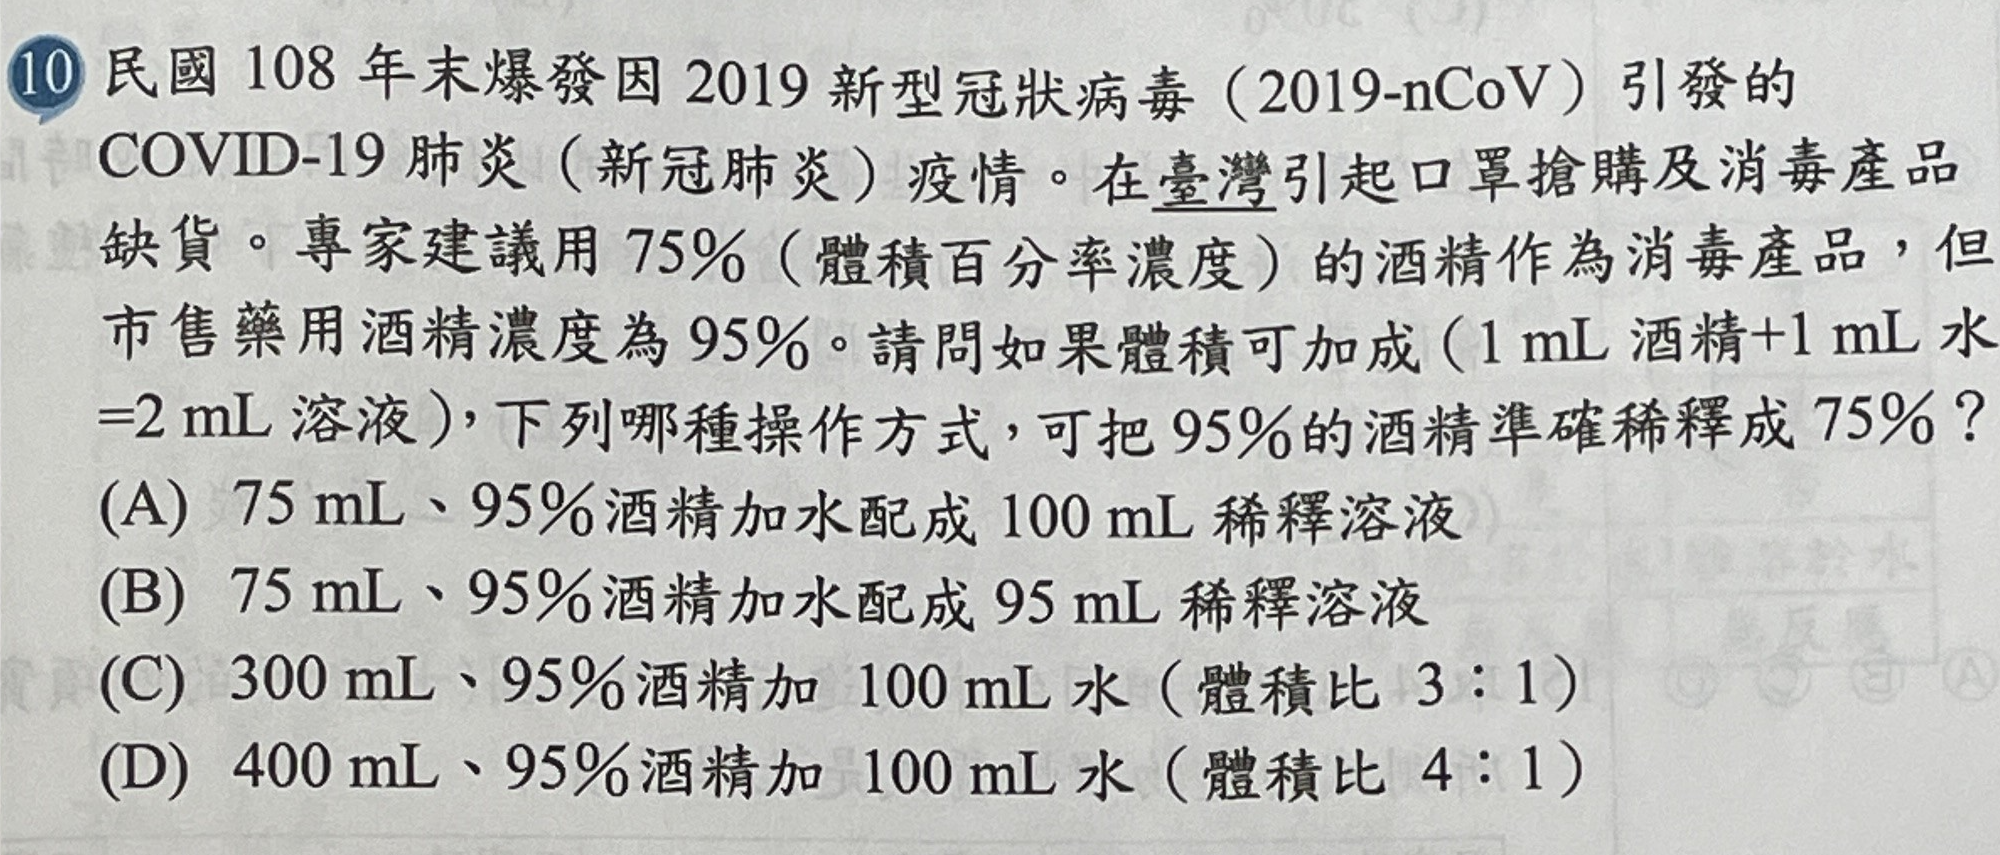 10 民國 108 年末爆發因 2019 新型冠狀病毒（2019-nCoV）引發的
COVID-19 肺炎（新冠肺炎）疫情。在臺灣引起口罩搶購及消毒產品
缺貨。專家建議用 75%（體積百分率濃度）的酒精作為消毒產品，但
市售藥用酒精濃度為 95%。請問如果體積可加成（1 mL 酒精+1 mL 水
=2 mL 溶液），下列哪種操作方式，可把 95%的酒精準確稀釋成 75%？
(A) 75 mL、95%酒精加水配成 100 mL 稀釋溶液
(B) 75 mL、95%酒精加水配成 95 mL 稀釋溶液
(C) 300 mL、95%酒精加 100 mL 水（體積比 3：1）
(D) 400 mL、95%酒精加 100 mL 水（體積比 4：1）